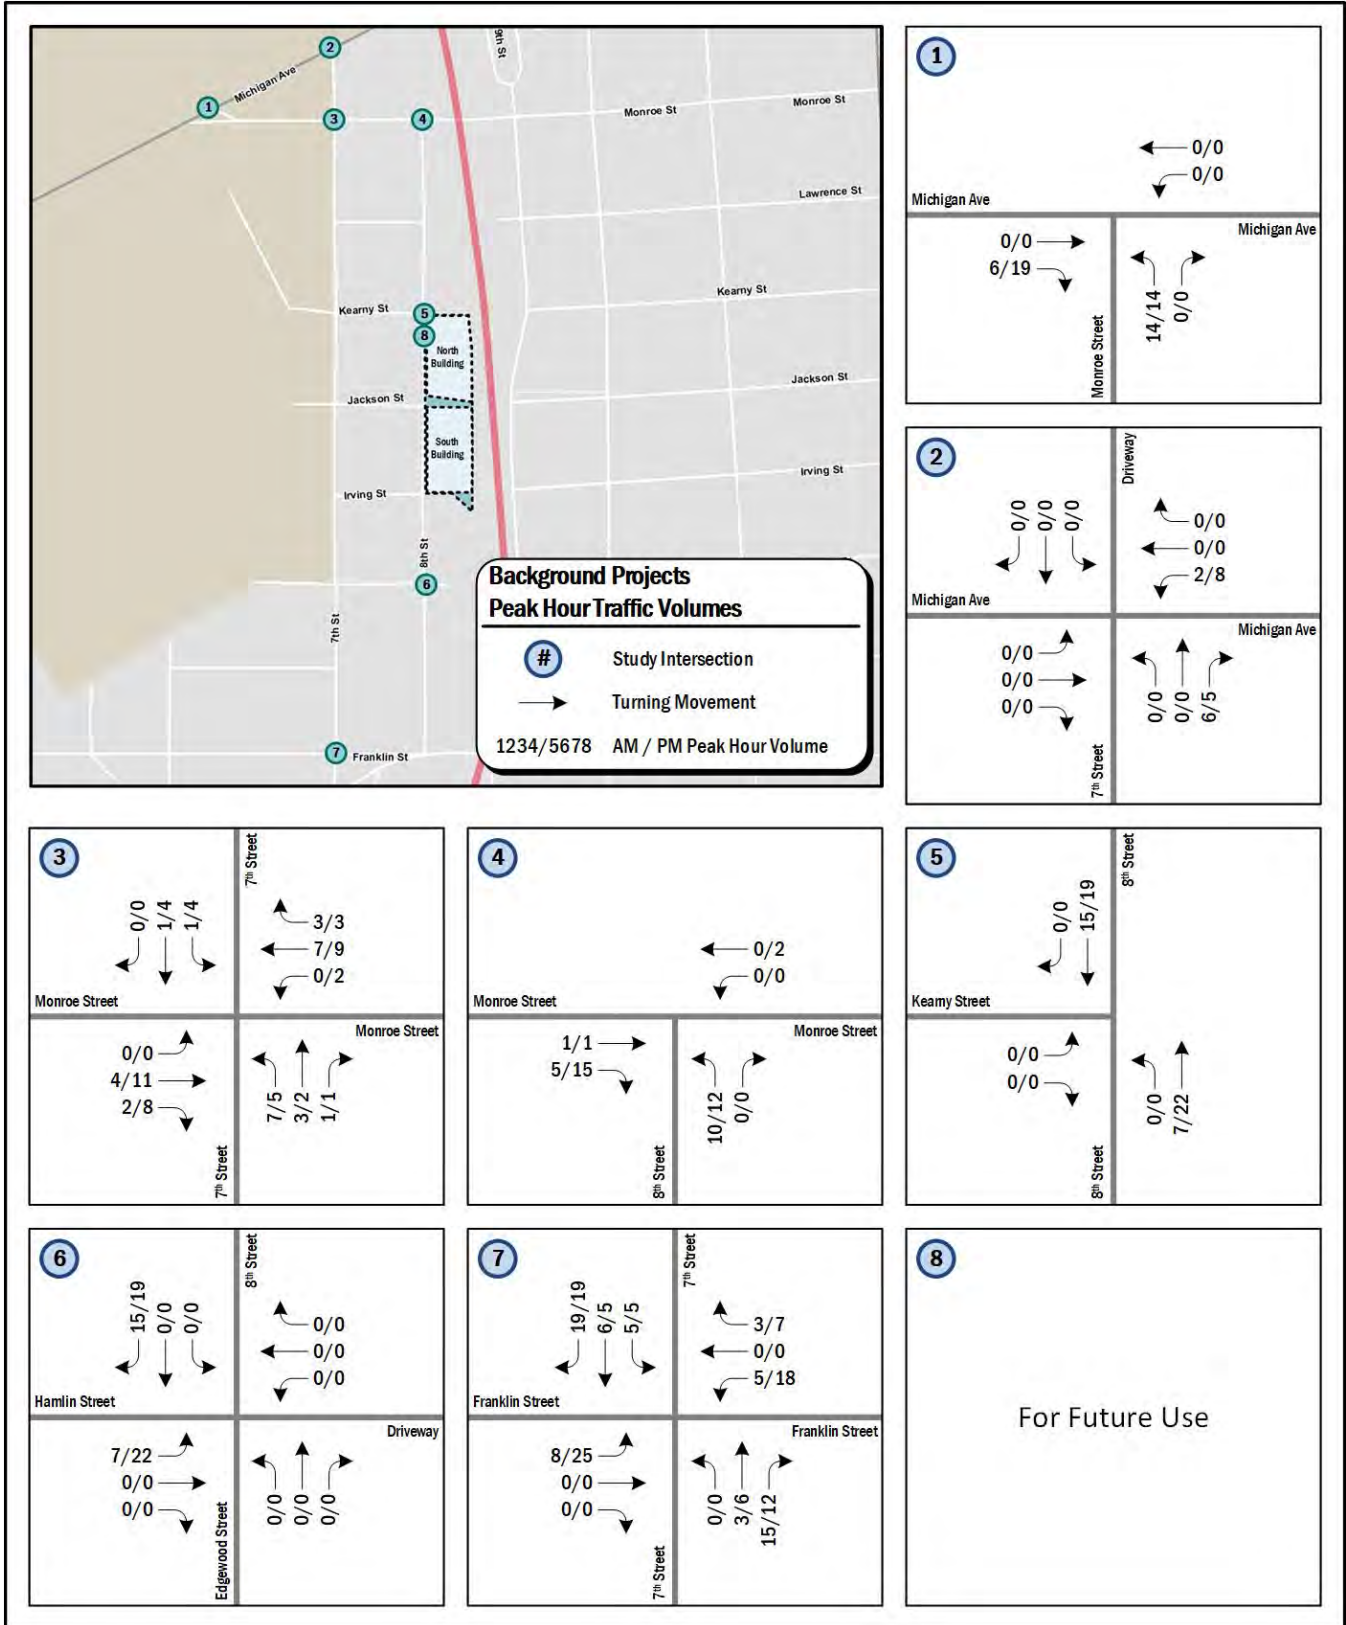 2
Michigan Ave
1
3
4
9th St
Monroe St
Monroe St
Lawrence St
Kearny St
5
8
North
Building
Kearny St
Jackson St
Jackson St
South
Building
Irving St
Irving St
8th St
6
7th St
7
Franklin St
Background Projects
Peak Hour Traffic Volumes
#
Study Intersection
Turning Movement
1234/5678
AM / PM Peak Hour Volume
1
0/0
0/0
Michigan Ave
Michigan Ave
0/0
6/19
14/14
0/0
Monroe Street
2
Driveway
0/0
0/0
0/0
0/0
0/0
2/8
Michigan Ave
Michigan Ave
0/0
0/0
0/0
0/0
0/0
6/5
7th Street
3
7th Street
0/0
1/4
1/4
3/3
7/9
0/2
Monroe Street
Monroe Street
0/0
4/11
2/8
7/5
3/2
1/1
7th Street
4
0/2
0/0
Monroe Street
Monroe Street
1/1
5/15
10/12
0/0
8th Street
5
8th Street
0/0
15/19
Kearny Street
0/0
0/0
0/0
7/22
8th Street
6
8th Street
15/19
0/0
0/0
0/0
0/0
0/0
Hamlin Street
Driveway
7/22
0/0
0/0
0/0
0/0
0/0
Edgewood Street
7
7th Street
19/19
6/5
5/5
3/7
0/0
5/18
Franklin Street
Franklin Street
8/25
0/0
0/0
0/0
3/6
15/12
7th Street
8
For Future Use